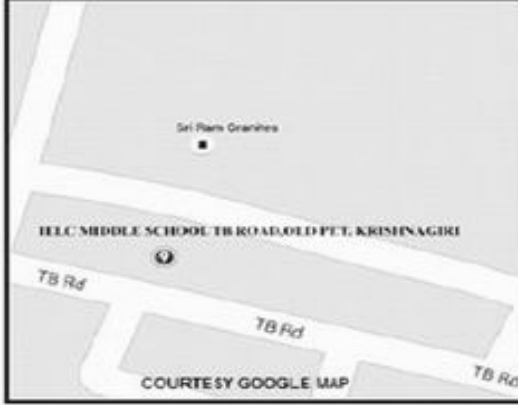 Sri Ram Granites
IELC MIDDLE SCHOOL TB ROAD,OLD PET, KRISHNAGIRI
TB Rd
TB Rd
TB Rd
COURTESY GOOGLE MAP